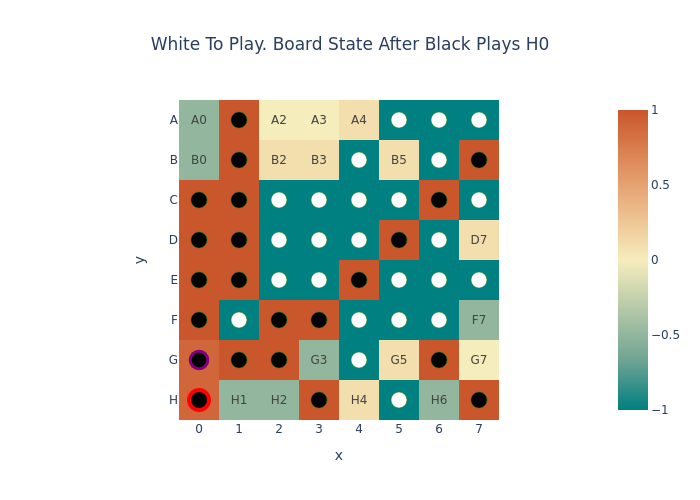 White To Play. Board State After Black Plays H0
A A0 A2 A3 A4
B B0 B2 B3 B5
C
D D7
E
F F7
G G3 G5 G7
H H1 H2 H4 H6
0 1 2 3 4 5 6 7
x
y
1
0.5
0
−0.5
−1